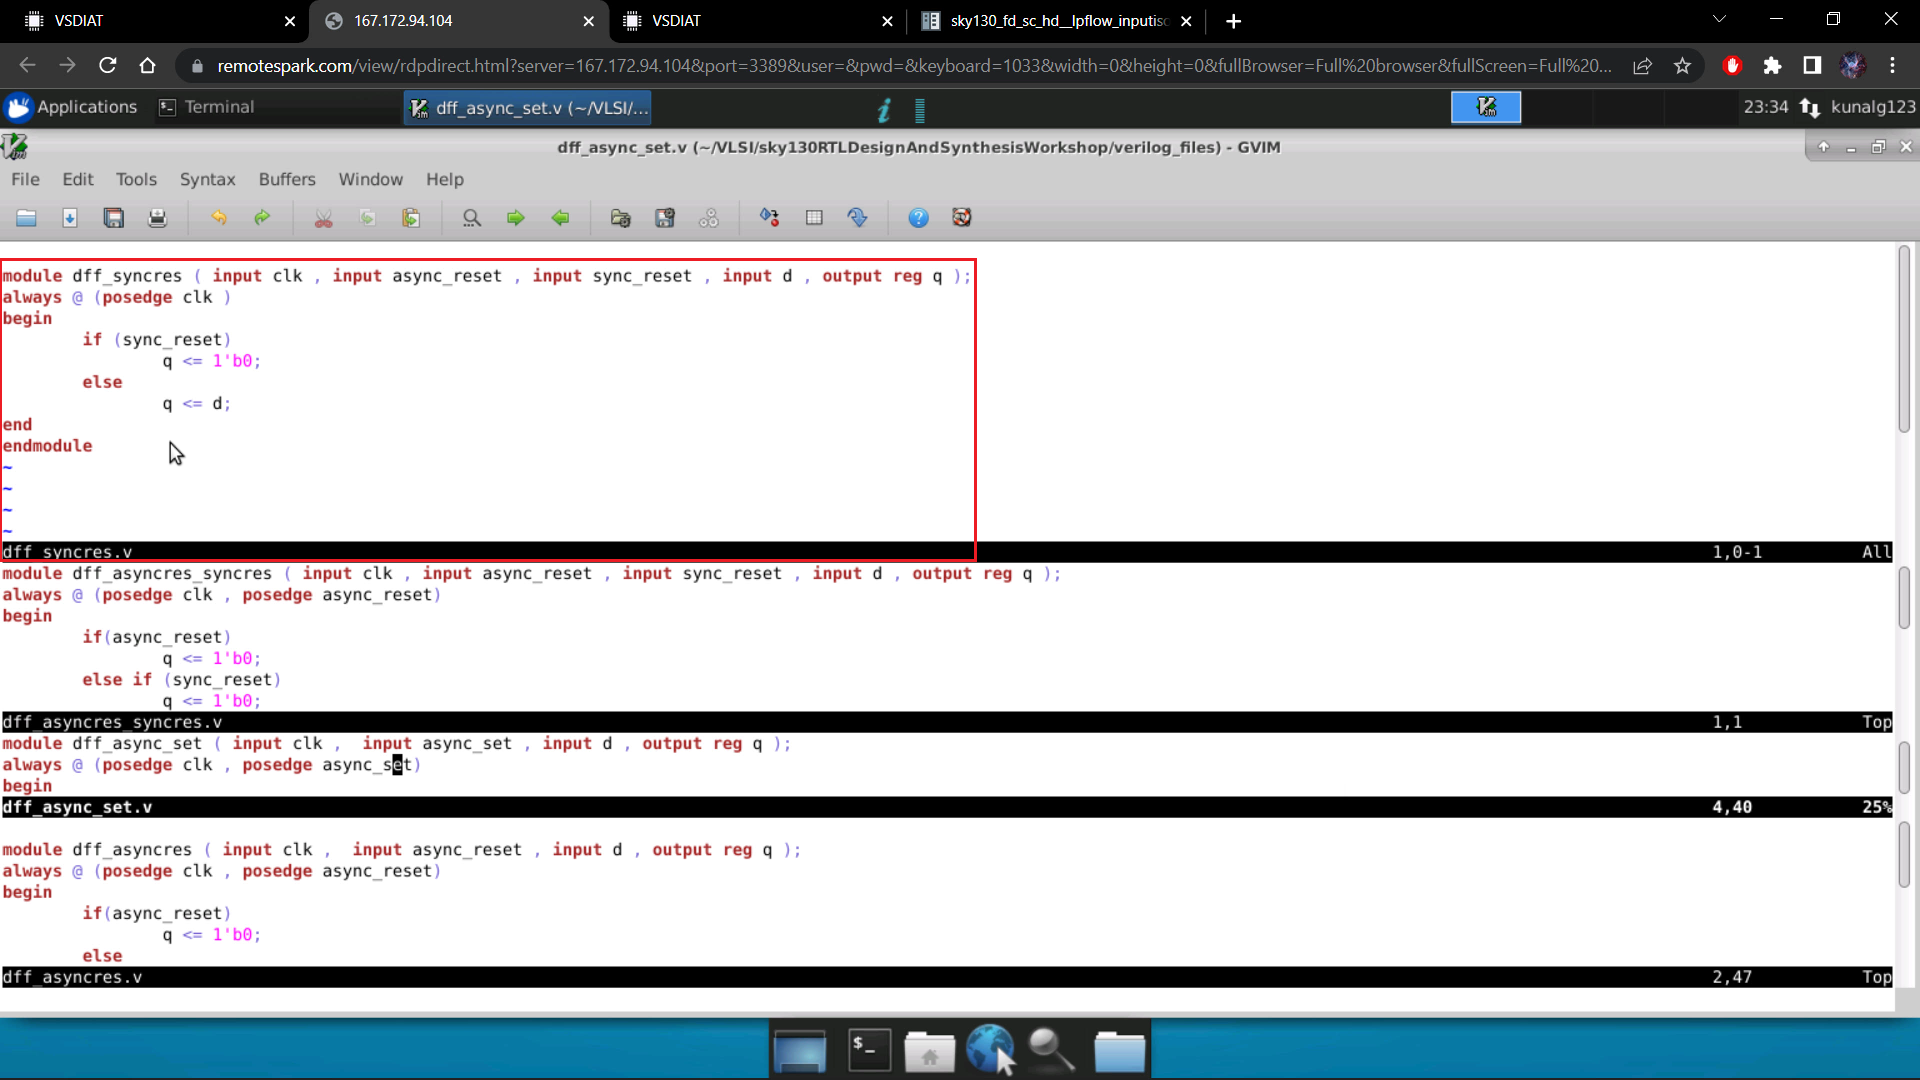 VSDIAT
167.172.94.104
VSDIAT
sky130_fd_sc_hd__lpflow_inputiso
remotespark.com/view/rdpdirect.html?server=167.172.94.104&port=3389&user=&pwd=&keyboard=1033&width=0&height=0&fullBrowser=Full%20browser&fullScreen=Full%20...
Applications
Terminal
dff_async_set.v (~/VLSI/...
23:34
kunalg123
dff_async_set.v (~/VLSI/sky130RTLDesignAndSynthesisWorkshop/verilog_files) - GVIM
File Edit Tools Syntax Buffers Window Help
module dff_syncres ( input clk , input async_reset , input sync_reset , input d , output reg q );
always @ (posedge clk )
begin
if (sync_reset)
q <= 1'b0;
else
q <= d;
end
endmodule
~
~
~
~
dff_syncres.v 1,0-1 All
module dff_asyncres_syncres ( input clk , input async_reset , input sync_reset , input d , output reg q );
always @ (posedge clk , posedge async_reset)
begin
if(async_reset)
q <= 1'b0;
else if (sync_reset)
q <= 1'b0;
dff_asyncres_syncres.v 1,1 Top
module dff_async_set ( input clk , input async_set , input d , output reg q );
always @ (posedge clk , posedge async_set)
begin
dff_async_set.v 4,40 25%
module dff_asyncres ( input clk , input async_reset , input d , output reg q );
always @ (posedge clk , posedge async_reset)
begin
if(async_reset)
q <= 1'b0;
else
dff_asyncres.v 2,47 Top